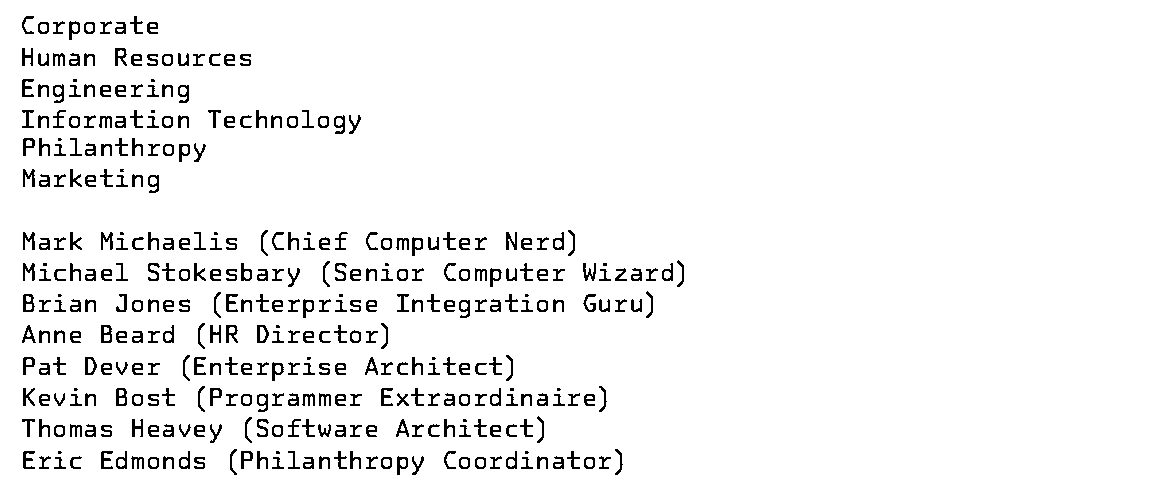 Corporate
Human Resources
Engineering
Information Technology
Philanthropy
Marketing

Mark Michaelis (Chief Computer Nerd)
Michael Stokesbary (Senior Computer Wizard)
Brian Jones (Enterprise Integration Guru)
Anne Beard (HR Director)
Pat Dever (Enterprise Architect)
Kevin Bost (Programmer Extraordinaire)
Thomas Heavey (Software Architect)
Eric Edmonds (Philanthropy Coordinator)